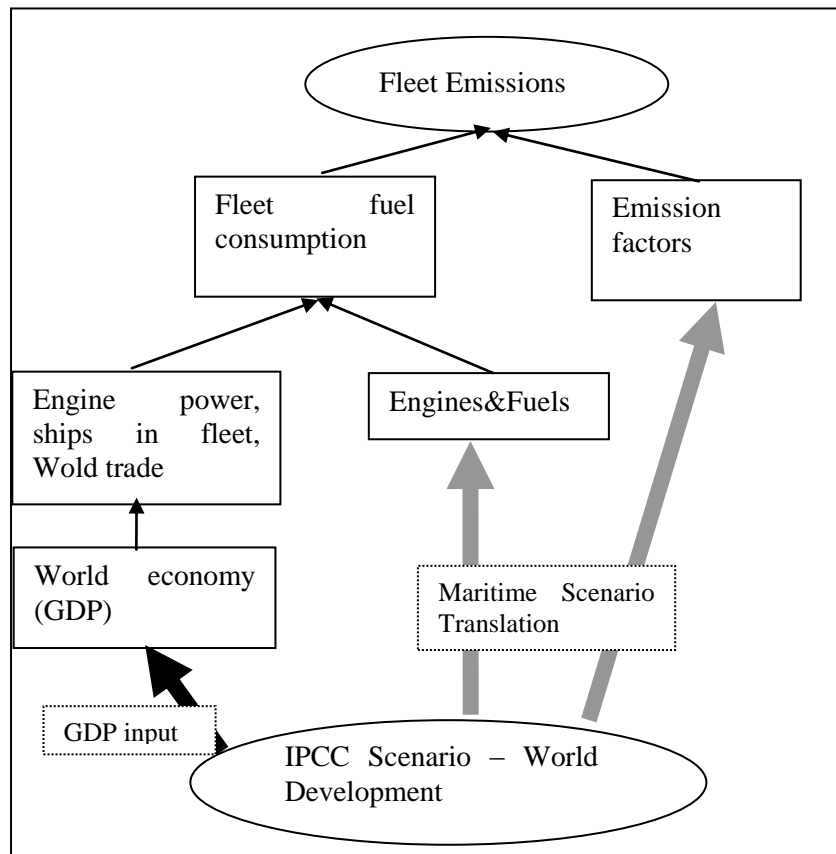 Fleet Emissions
Fleet fuel
consumption
Emission
factors
Engine power,
ships in fleet,
Wold trade
Engines&Fuels
World economy
(GDP)
Maritime Scenario
Translation
GDP input
IPCC Scenario – World
Development